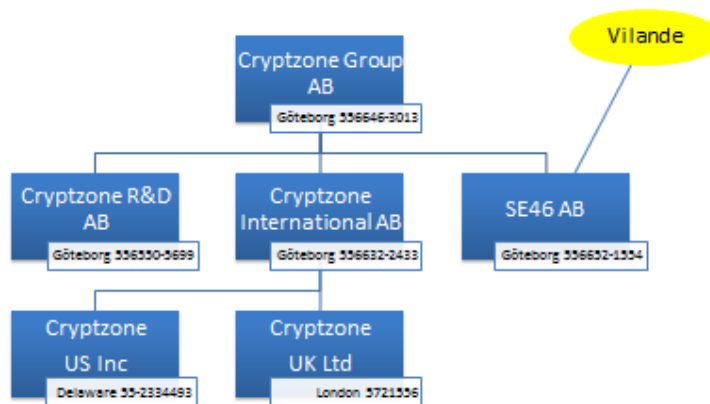 Vilande
Cryptzone Group
AB
Göteborg 556646-3013
Cryptzone R&D
AB
Göteborg 556550-5699
Cryptzone
International AB
Göteborg 556632-2433
SE46 AB
Göteborg 556652-1554
Cryptzone
US Inc
Delaware 55-2334493
Cryptzone
UK Ltd
London 5721556